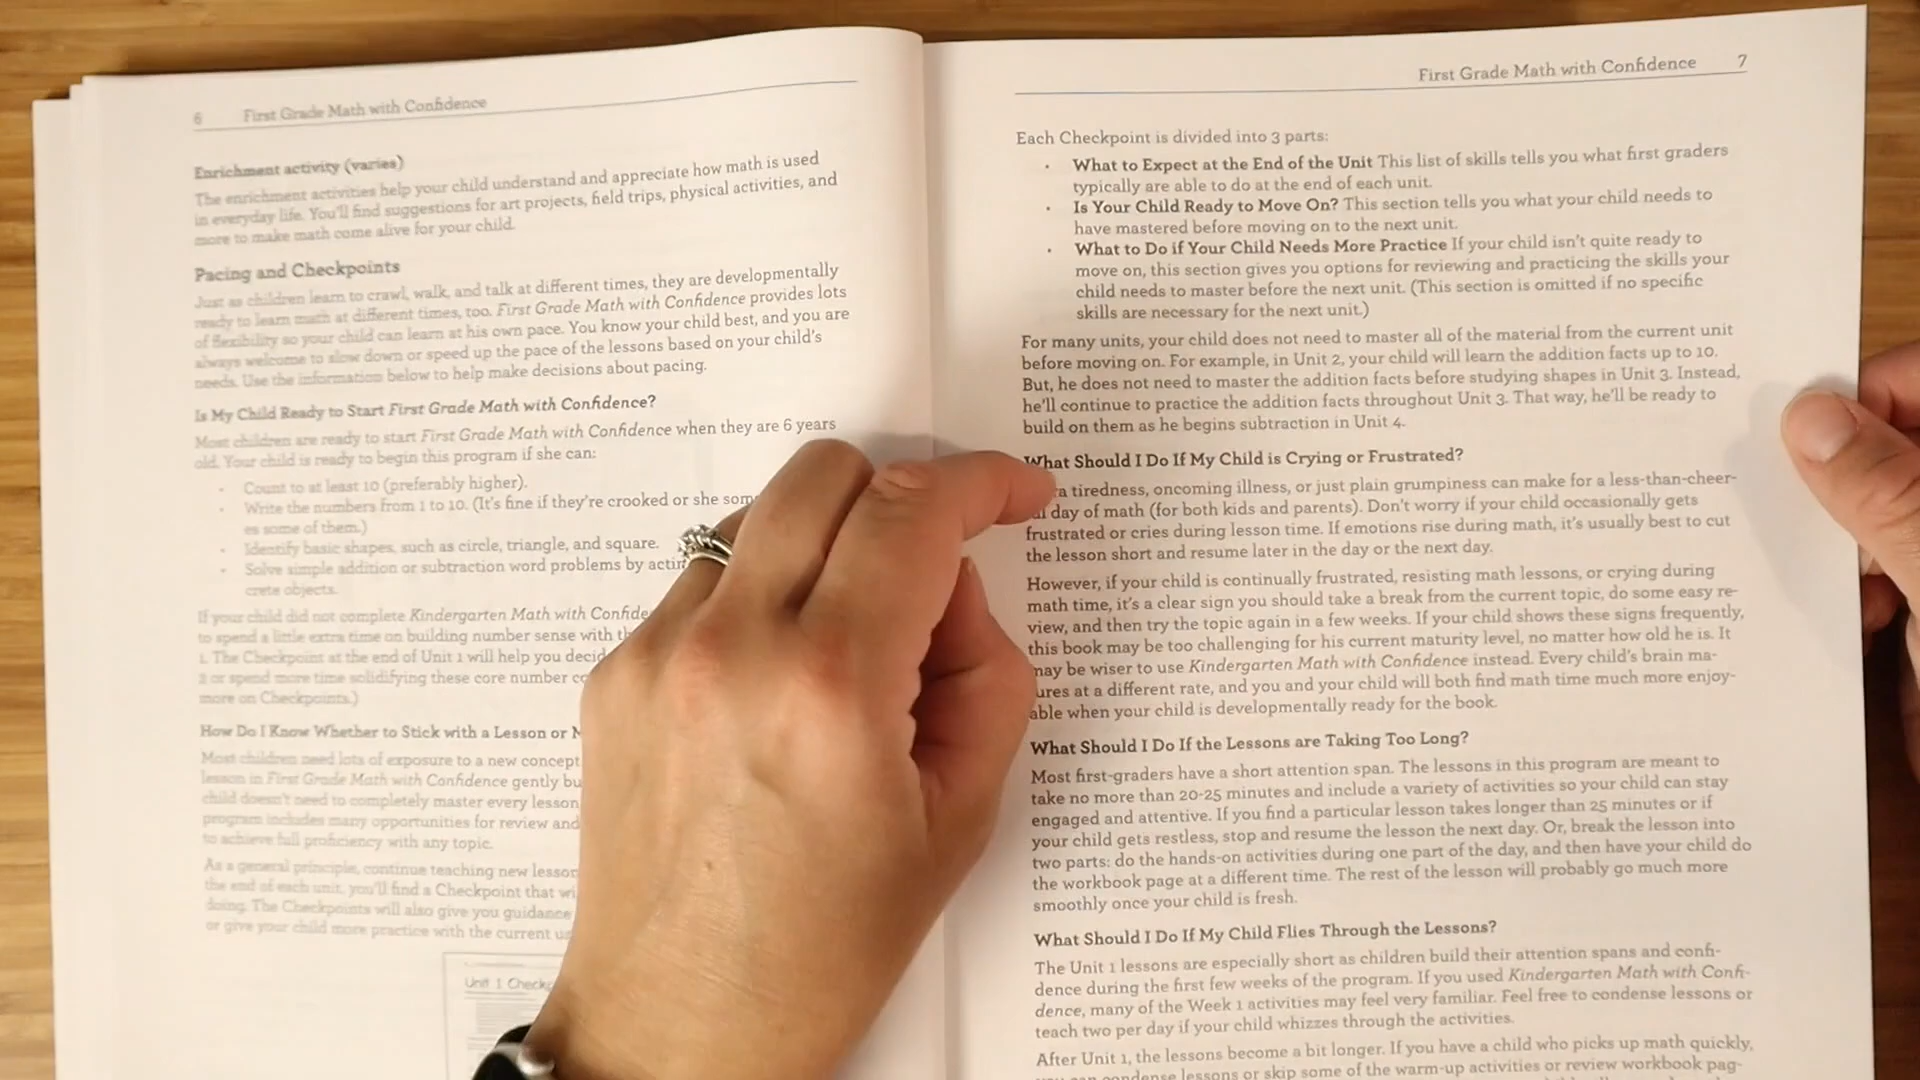 6 First Grade Math with Confidence
Enrichment activity (varies)
The enrichment activities help your child understand and appreciate how math is used
in everyday life. You'll find suggestions for art projects, field trips, physical activities, and
more to make math come alive for your child.
Pacing and Checkpoints
Just as children learn to crawl, walk, and talk at different times, they are developmentally
ready to learn math at different times, too. First Grade Math with Confidence provides lots
of flexibility so your child can learn at his own pace. You know your child best, and you are
always welcome to slow down or speed up the pace of the lessons based on your child's
needs. Use the information below to help make decisions about pacing.
Is My Child Ready to Start First Grade Math with Confidence?
Most children are ready to start First Grade Math with Confidence when they are 6 years
old. Your child is ready to begin this program if she can:
· Count to at least 10 (preferably higher).
· Write the numbers from 1 to 10. (It's fine if they're crooked or she som
es some of them.)
· Identify basic shapes, such as circle, triangle, and square.
· Solve simple addition or subtraction word problems by actin
crete objects.
If your child did not complete Kindergarten Math with Confide
to spend a little extra time on building number sense with th
1. The Checkpoint at the end of Unit 1 will help you decid
2 or spend more time solidifying these core number co
more on Checkpoints.)
How Do I Know Whether to Stick with a Lesson or M
Most children need lots of exposure to a new concept
lesson in First Grade Math with Confidence gently bu
child doesn't need to completely master every lesson
program includes many opportunities for review and
to achieve full proficiency with any topic.
As a general principle, continue teaching new lesson
the end of each unit, you'll find a Checkpoint that wi
doing. The Checkpoints will also give you guidance
or give your child more practice with the current un
Unit 1 Checkp
First Grade Math with Confidence 7
Each Checkpoint is divided into 3 parts:
· What to Expect at the End of the Unit This list of skills tells you what first graders
typically are able to do at the end of each unit.
· Is Your Child Ready to Move On? This section tells you what your child needs to
have mastered before moving on to the next unit.
· What to Do if Your Child Needs More Practice If your child isn't quite ready to
move on, this section gives you options for reviewing and practicing the skills your
child needs to master before the next unit. (This section is omitted if no specific
skills are necessary for the next unit.)
For many units, your child does not need to master all of the material from the current unit
before moving on. For example, in Unit 2, your child will learn the addition facts up to 10.
But, he does not need to master the addition facts before studying shapes in Unit 3. Instead,
he'll continue to practice the addition facts throughout Unit 3. That way, he'll be ready to
build on them as he begins subtraction in Unit 4.
What Should I Do If My Child is Crying or Frustrated?
a tiredness, oncoming illness, or just plain grumpiness can make for a less-than-cheer-
day of math (for both kids and parents). Don't worry if your child occasionally gets
frustrated or cries during lesson time. If emotions rise during math, it's usually best to cut
the lesson short and resume later in the day or the next day.
However, if your child is continually frustrated, resisting math lessons, or crying during
math time, it's a clear sign you should take a break from the current topic, do some easy re-
view, and then try the topic again in a few weeks. If your child shows these signs frequently,
this book may be too challenging for his current maturity level, no matter how old he is. It
may be wiser to use Kindergarten Math with Confidence instead. Every child's brain ma-
ures at a different rate, and you and your child will both find math time much more enjoy-
able when your child is developmentally ready for the book.
What Should I Do If the Lessons are Taking Too Long?
Most first-graders have a short attention span. The lessons in this program are meant to
take no more than 20-25 minutes and include a variety of activities so your child can stay
engaged and attentive. If you find a particular lesson takes longer than 25 minutes or if
your child gets restless, stop and resume the lesson the next day. Or, break the lesson into
two parts: do the hands-on activities during one part of the day, and then have your child do
the workbook page at a different time. The rest of the lesson will probably go much more
smoothly once your child is fresh.
What Should I Do If My Child Flies Through the Lessons?
The Unit 1 lessons are especially short as children build their attention spans and confi-
dence during the first few weeks of the program. If you used Kindergarten Math with Confi-
dence, many of the Week 1 activities may feel very familiar. Feel free to condense lessons or
teach two per day if your child whizzes through the activities.
After Unit 1, the lessons become a bit longer. If you have a child who picks up math quickly,
you can condense lessons or skip some of the warm-up activities or review workbook pag-